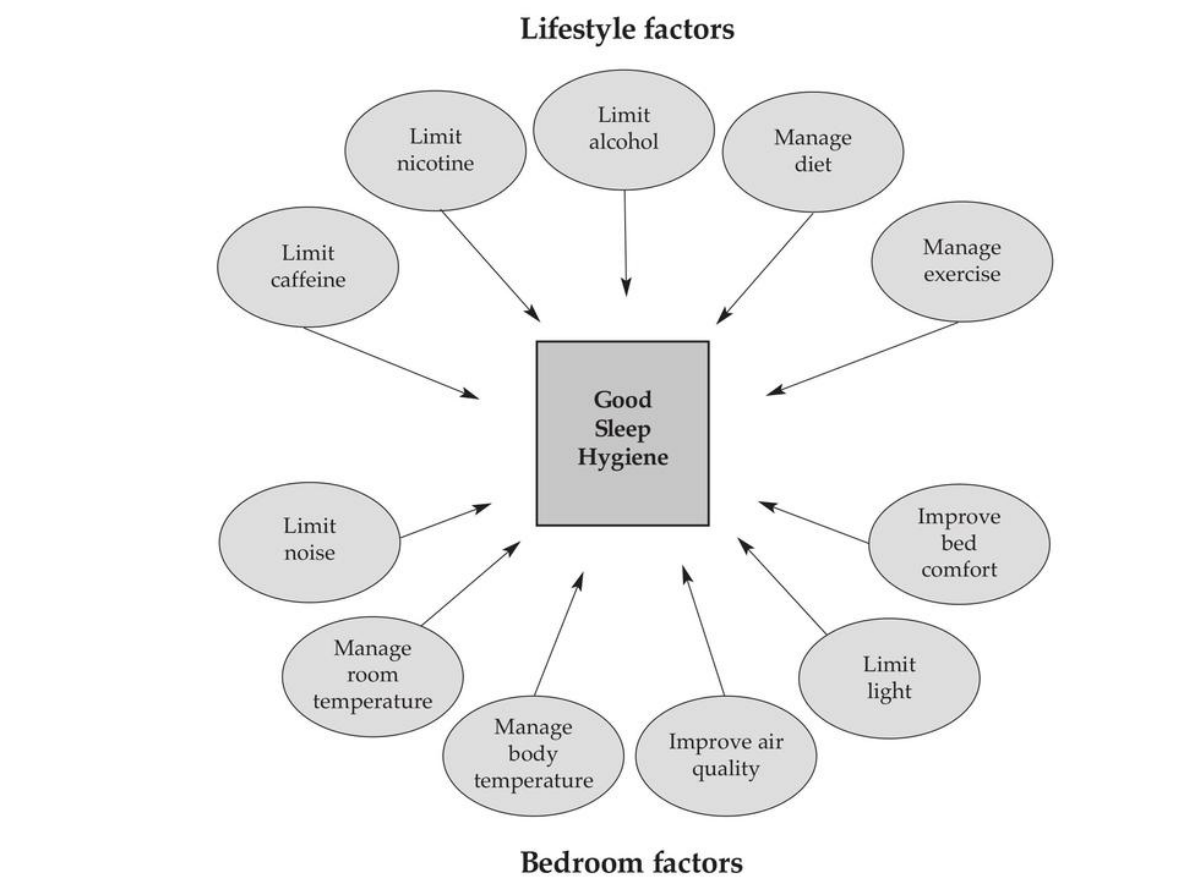 Lifestyle factors
Limit
alcohol
Limit
nicotine
Manage
diet
Limit
caffeine
Manage
exercise
Good
Sleep
Hygiene
Limit
noise
Improve
bed
comfort
Manage
room
temperature
Limit
light
Manage
body
temperature
Improve air
quality
Bedroom factors